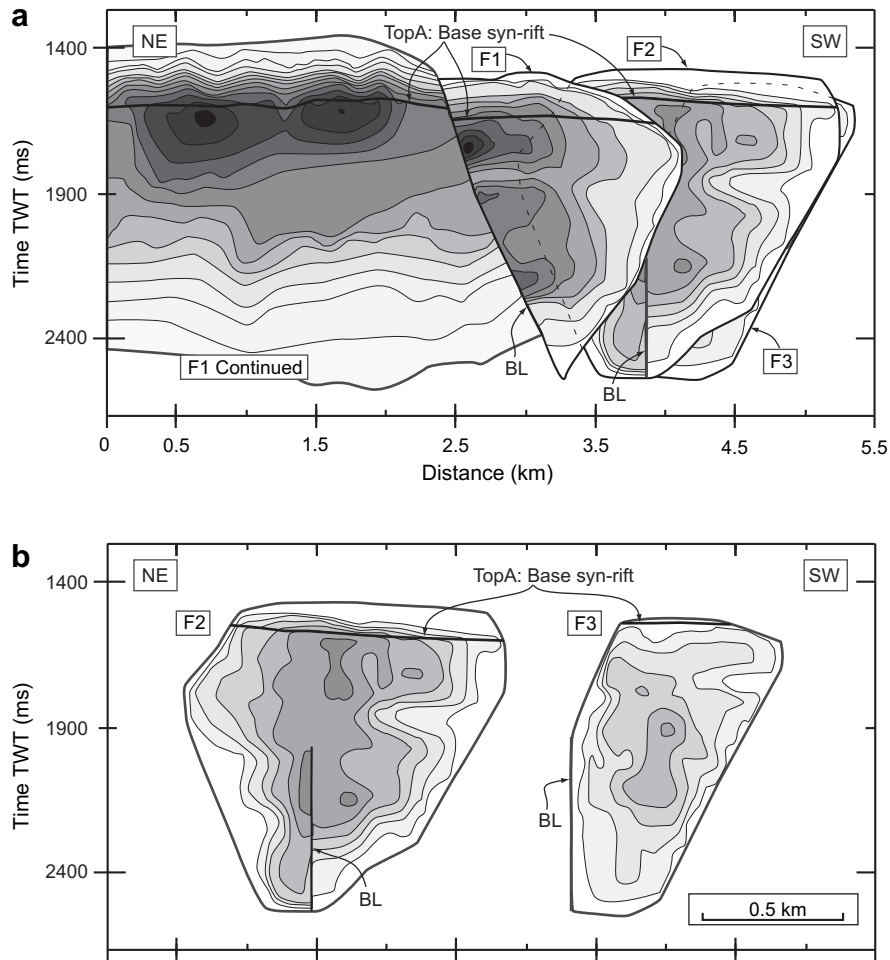 a
NE
TopA: Base syn-rift
F1
F2
SW
1400
1900
2400
Time TWT (ms)
F1 Continued
BL
BL
F3
0
0.5
1.5
2.5
3.5
4.5
5.5
Distance (km)
b
NE
TopA: Base syn-rift
SW
1400
F2
F3
1900
Time TWT (ms)
BL
2400
BL
0.5 km